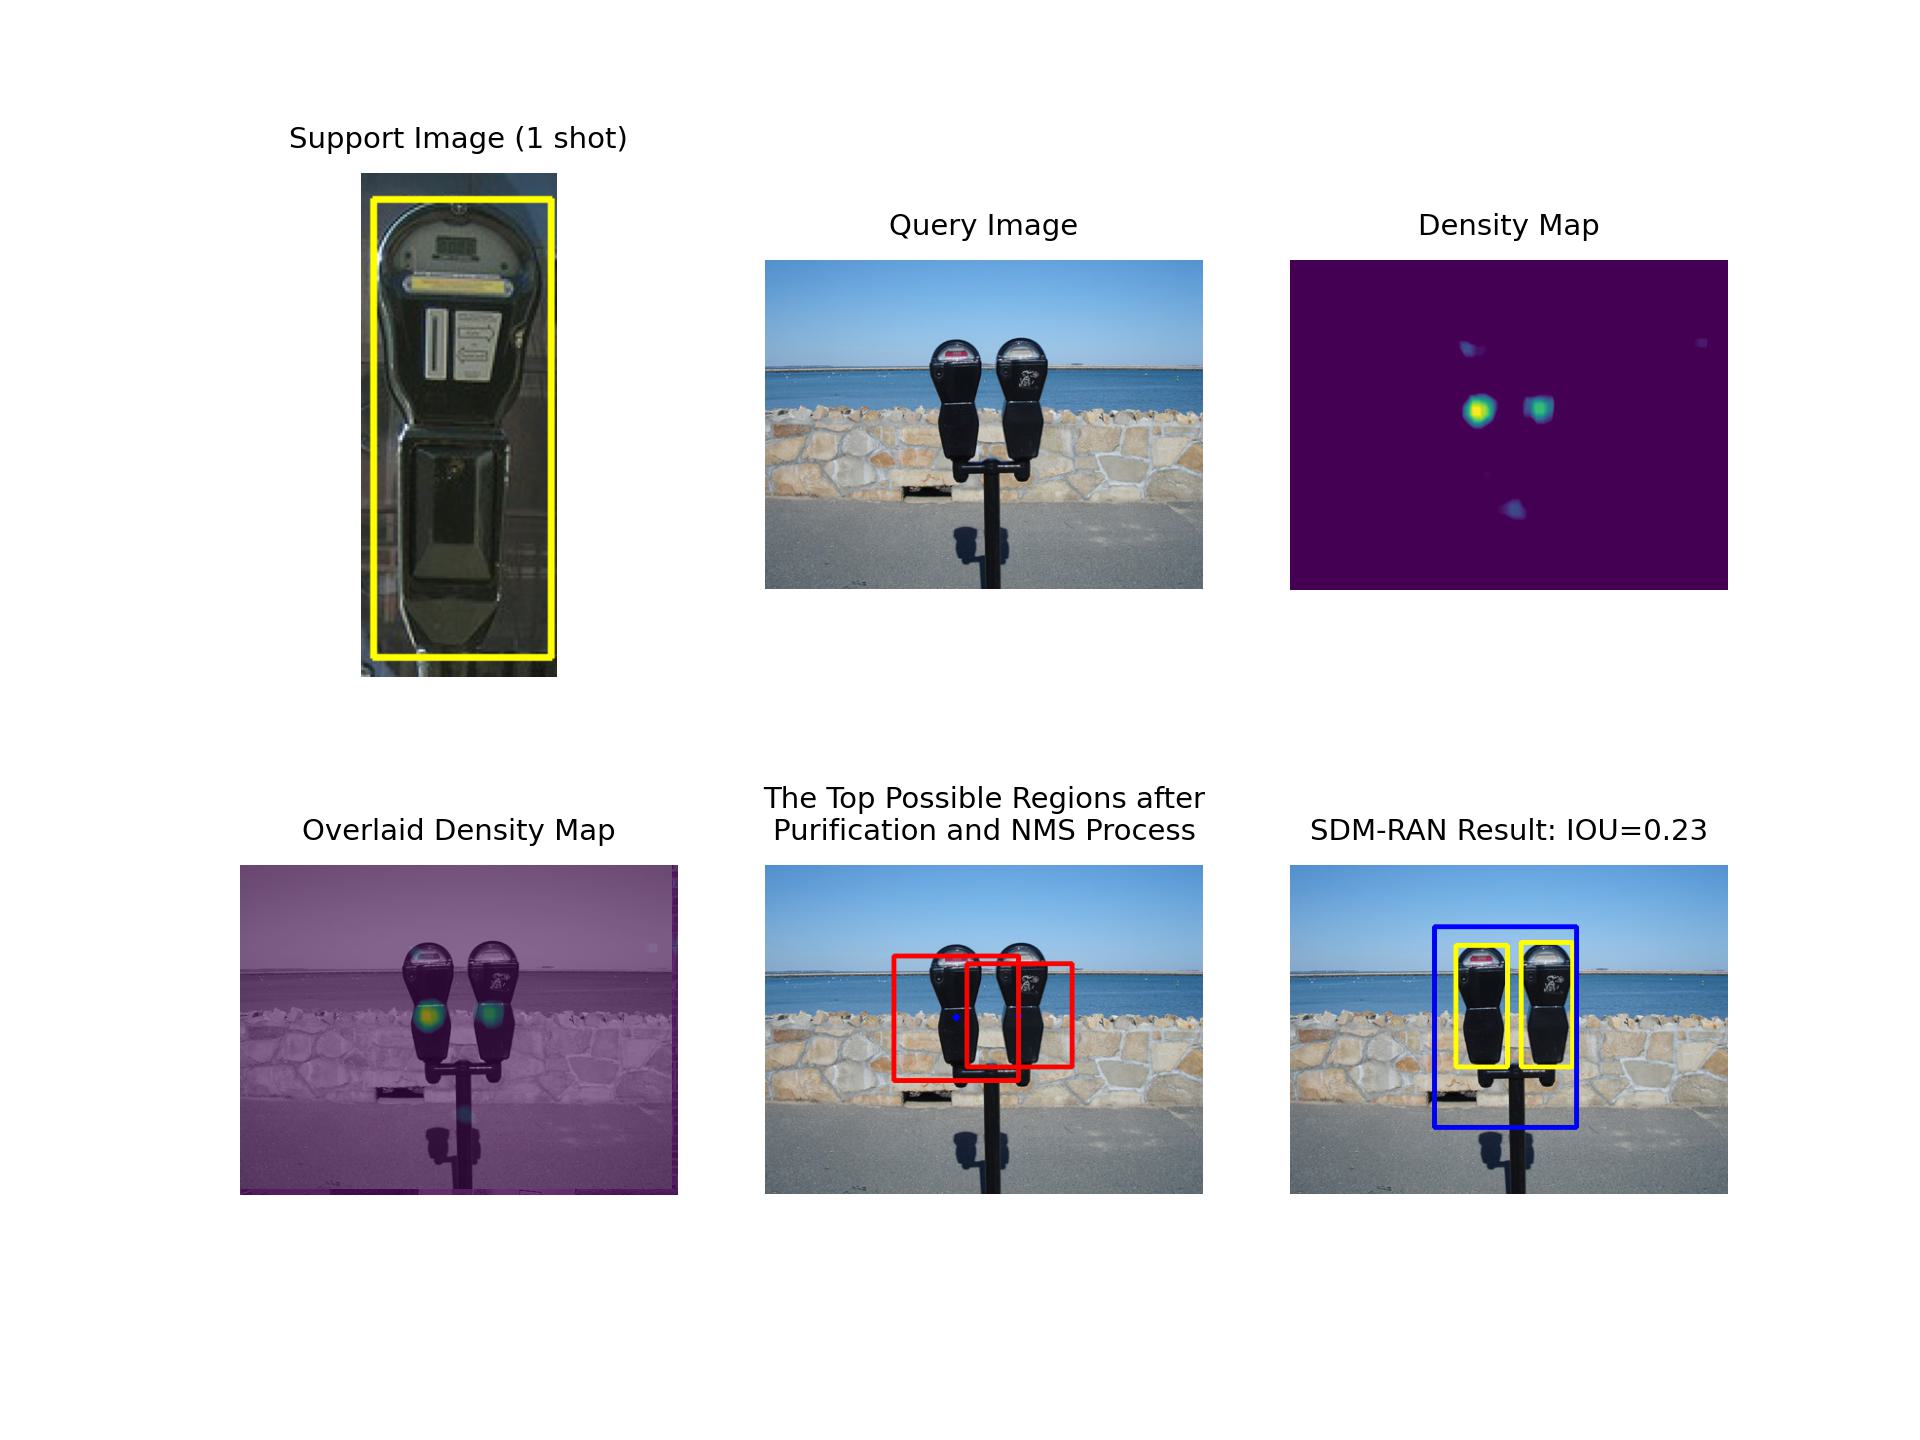 Support Image (1 shot)
Query Image
Density Map
Overlaid Density Map
The Top Possible Regions after
Purification and NMS Process
SDM-RAN Result: IOU=0.23